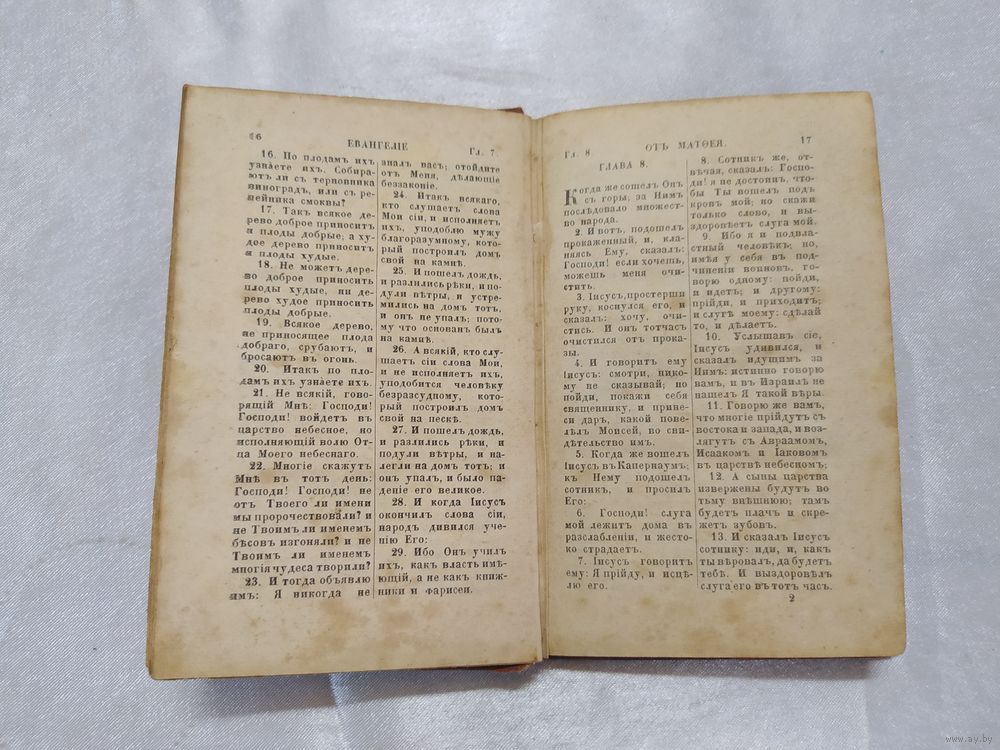 16
ЕВАНГЕЛІЕ
Гл. 7.
16. По плодамъ ихъ
узнаете ихъ. Собира-
ютъ ли съ терновника
виноградъ, или съ ре-
пейника смоквы?
17. Такъ всякое де-
рево доброе приноситъ
и плоды добрые; а ху-
дое дерево приноситъ
и плоды худые.
18. Не можетъ дере-
во доброе приносить
плоды худые, ни де-
рево худое приносить
плоды добрые.
19. Всякое дерево,
не приносящее плода
добраго, срубаютъ, и
бросаютъ въ огонь.
20. Итакъ по пло-
дамъ ихъ узнаете ихъ.
21. Не всякій, гово-
рящій Мнѣ: Господи!
Господи! войдетъ въ
царство небесное, но
исполняющій волю От-
ца Моего небеснаго.
22. Многіе скажутъ
Мнѣ въ тотъ день:
Господи! Господи! не
отъ Твоего ли имени
мы пророчествовали? и
не Твоимъ ли именемъ
бѣсовъ изгоняли? и не
Твоимъ ли именемъ
многія чудеса творили?
23. И тогда объявлю
имъ: Я никогда не
зналъ васъ; отойдите
отъ Меня, дѣлающіе
беззаконіе.
24. Итакъ всякаго,
кто слушаетъ слова
Мои сіи, и исполняетъ
ихъ, уподоблю мужу
благоразумному, кото-
рый построилъ домъ
свой на камнѣ.
25. И пошелъ дождь,
и разлились рѣки, и по-
дули вѣтры, и устре-
мились на домъ тотъ,
и онъ не упалъ; пото-
му что основанъ былъ
на камнѣ.
26. А всякій, кто слу-
шаетъ сіи слова Мои,
и не исполняетъ ихъ,
уподобится человѣку
безразсудному, кото-
рый построилъ домъ
свой на пескѣ.
27. И пошелъ дождь,
и разлились рѣки, и
подули вѣтры, и на-
легли на домъ тотъ; и
онъ упалъ, и было па-
деніе его великое.
28. И когда Іисусъ
окончилъ слова сіи,
народъ дивился уче-
нію Его:
29. Ибо Онъ училъ
ихъ, какъ власть имѣ-
ющій, а не какъ книж-
ники и фарисеи.
Гл. 8.
ОТЪ МАТѲЕЯ.
17
ГЛАВА 8.
Когда же сошелъ Онъ
съ горы; за Нимъ
послѣдовало множест-
во народа.
2. И вотъ, подошелъ
прокаженный, и, кла-
няясь Ему, сказалъ:
Господи! если хочешь,
можешь меня очи-
стить.
3. Іисусъ, простерши
руку, коснулся его, и
сказалъ: хочу, очи-
стись. И онъ тотчасъ
очистился отъ прока-
зы.
4. И говоритъ ему
Іисусъ: смотри, нико-
му не сказывай; но
пойди, покажи себя
священнику, и прине-
си даръ, какой пове-
лѣлъ Моисей, во сви-
дѣтельство имъ.
5. Когда же вошелъ
Іисусъ въ Капернаумъ;
къ Нему подошелъ
сотникъ, и просилъ
Его:
6. Господи! слуга
мой лежитъ дома въ
разслабленіи, и жесто-
ко страдаетъ.
7. Іисусъ говоритъ
ему: Я прійду, и исцѣ-
лю его.
8. Сотникъ же, от-
вѣчая, сказалъ: Госпо-
ди! я не достоинъ, что-
бы Ты вошелъ подъ
кровъ мой; но скажи
только слово, и вы-
здоровѣетъ слуга мой.
9. Ибо я и подвла-
стный человѣкъ; но,
имѣя у себя въ под-
чиненіи воиновъ, го-
ворю одному: пойди,
и идетъ; и другому:
прійди, и приходитъ;
и слугѣ моему: сдѣлай
то, и дѣлаетъ.
10. Услышавъ сіе,
Іисусъ удивился, и
сказалъ идущимъ за
Нимъ: истинно говорю
вамъ, и въ Израилѣ не
нашелъ Я такой вѣры.
11. Говорю же вамъ,
что многіе прійдутъ съ
востока и запада, и воз-
лягутъ съ Авраамомъ,
Исаакомъ и Іаковомъ
въ царствѣ небесномъ;
12. А сыны царства
извержены будутъ во
тьму внѣшнюю; тамъ
будетъ плачъ и скре-
жетъ зубовъ.
13. И сказалъ Іисусъ
сотнику: иди, и, какъ
ты вѣровалъ, да будетъ
тебѣ. И выздоровѣлъ
слуга его въ тотъ часъ.
2
www.ay.by